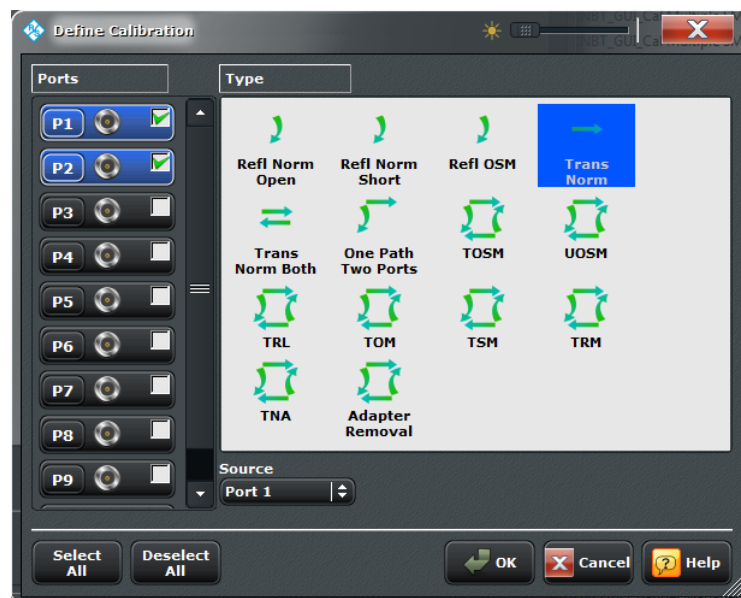 Define Calibration
Ports
Type
P1
P2
P3
P4
P5
P6
P7
P8
P9
Refl Norm
Open
Refl Norm
Short
Refl OSM
Trans
Norm
Trans
Norm Both
One Path
Two Ports
TOSM
UOSM
TRL
TOM
TSM
TRM
TNA
Adapter
Removal
Source
Port 1
Select
All
Deselect
All
OK
Cancel
Help